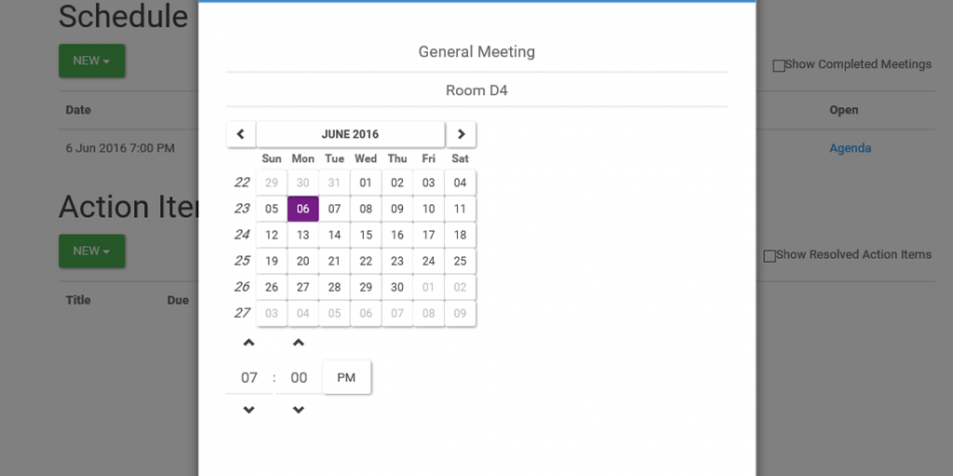 Schedule
NEW
Show Completed Meetings
Date
Open
6 Jun 2016 7:00 PM
Agenda
Action Ite
NEW
Show Resolved Action Items
Title Due
General Meeting
Room D4
JUNE 2016
Sun Mon Tue Wed Thu Fri Sat
22 29 30 31 01 02 03 04
23 05 06 07 08 09 10 11
24 12 13 14 15 16 17 18
25 19 20 21 22 23 24 25
26 26 27 28 29 30 01 02
27 03 04 05 06 07 08 09
07 : 00 PM